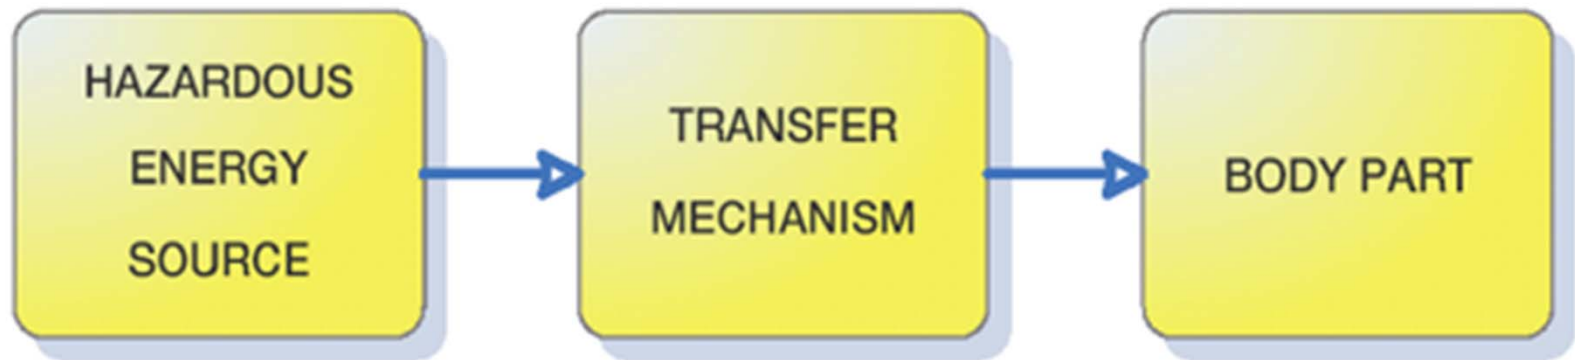 HAZARDOUS
ENERGY
SOURCE
TRANSFER
MECHANISM
BODY PART